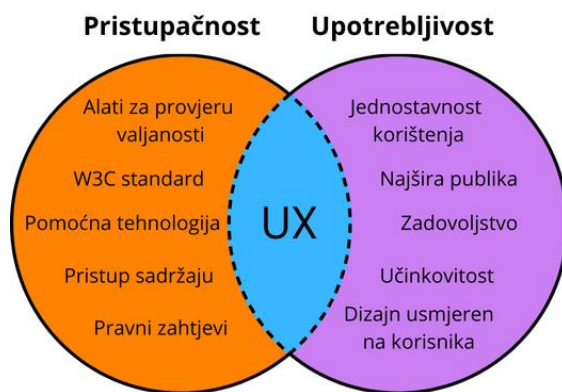 Pristupačnost
Upotrebljivost
Alati za provjeru
valjanosti
W3C standard
Pomoćna tehnologija
Pristup sadržaju
Pravni zahtjevi
UX
Jednostavnost
korištenja
Najšira publika
Zadovoljstvo
Učinkovitost
Dizajn usmjeren
na korisnika